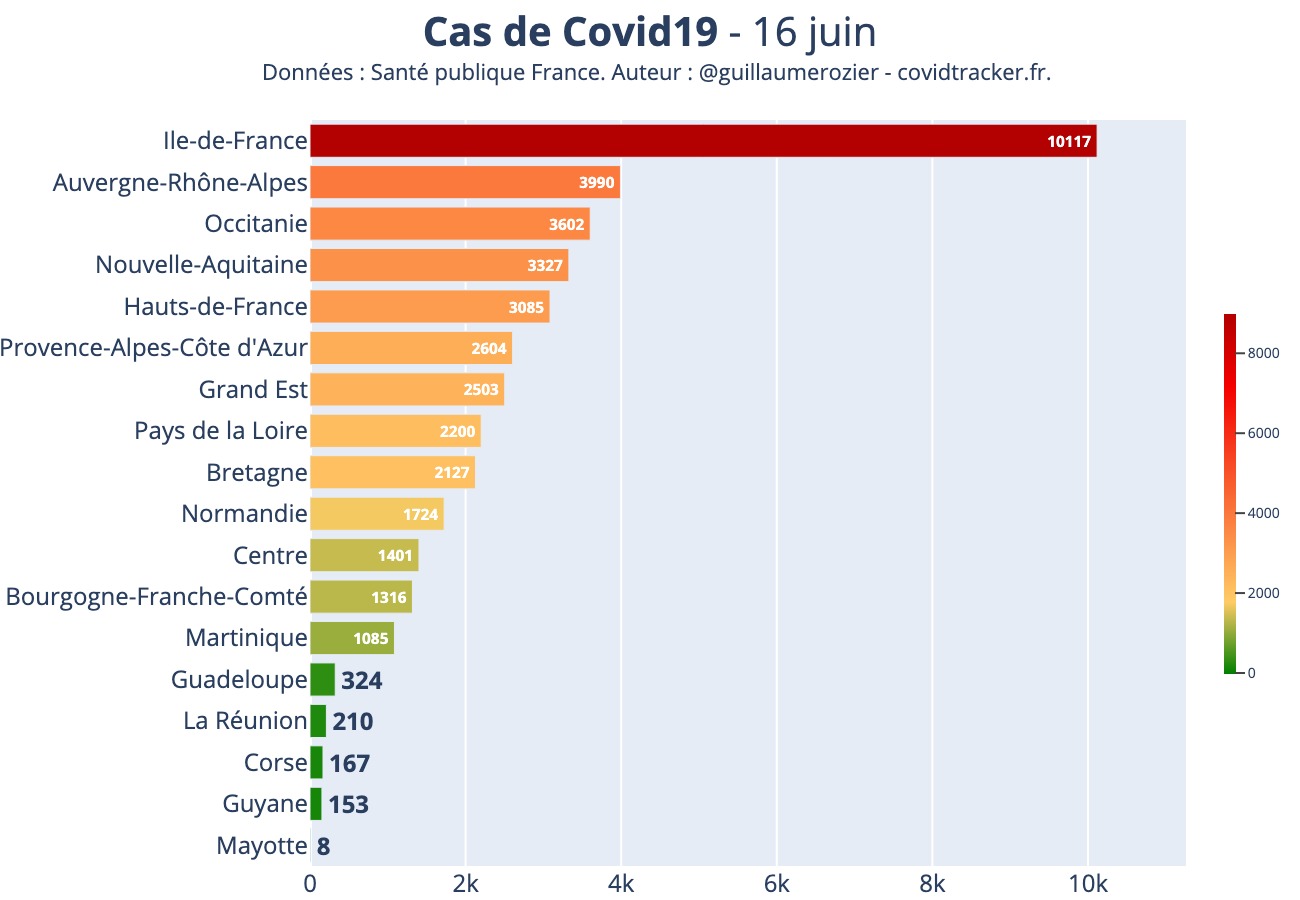 Cas de Covid19 - 16 juin
Données : Santé publique France. Auteur : @guillaumerozier - covidtracker.fr.
Ile-de-France 10117
Auvergne-Rhône-Alpes 3990
Occitanie 3602
Nouvelle-Aquitaine 3327
Hauts-de-France 3085
Provence-Alpes-Côte d'Azur 2604
Grand Est 2503
Pays de la Loire 2200
Bretagne 2127
Normandie 1724
Centre 1401
Bourgogne-Franche-Comté 1316
Martinique 1085
Guadeloupe 324
La Réunion 210
Corse 167
Guyane 153
Mayotte 8
0 2k 4k 6k 8k 10k
8000
6000
4000
2000
0